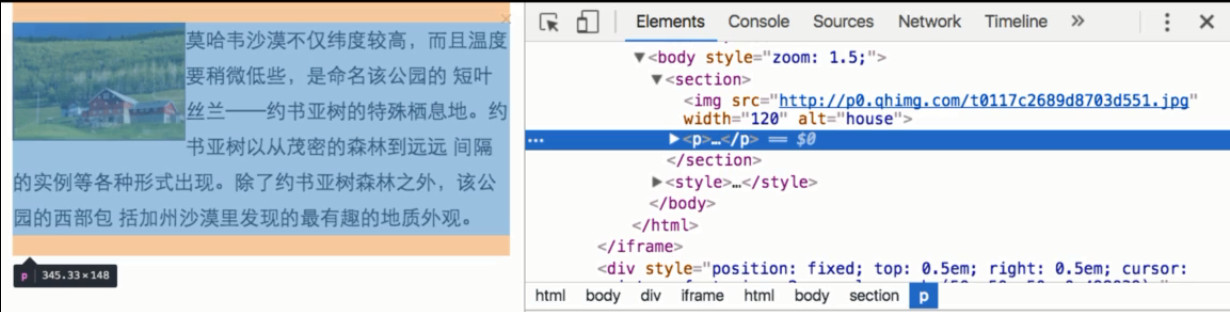 莫哈韦沙漠不仅纬度较高，而且温度
要稍微低些，是命名该公园的 短叶
丝兰——约书亚树的特殊栖息地。约
书亚树以从茂密的森林到远远 间隔
的实例等各种形式出现。除了约书亚树森林之外，该公
园的西部包 括加州沙漠里发现的最有趣的地质外观。
p 345.33×148
Elements Console Sources Network Timeline
▼<body style="zoom: 1.5;">
▼<section>
<img src="http://p0.qhimg.com/t0117c2689d8703d551.jpg"
width="120" alt="house">
… ▶<p>…</p> == $0
</section>
▶<style>…</style>
</body>
</html>
</iframe>
<div style="position: fixed; top: 0.5em; right: 0.5em; cursor:
html body div iframe html body section p